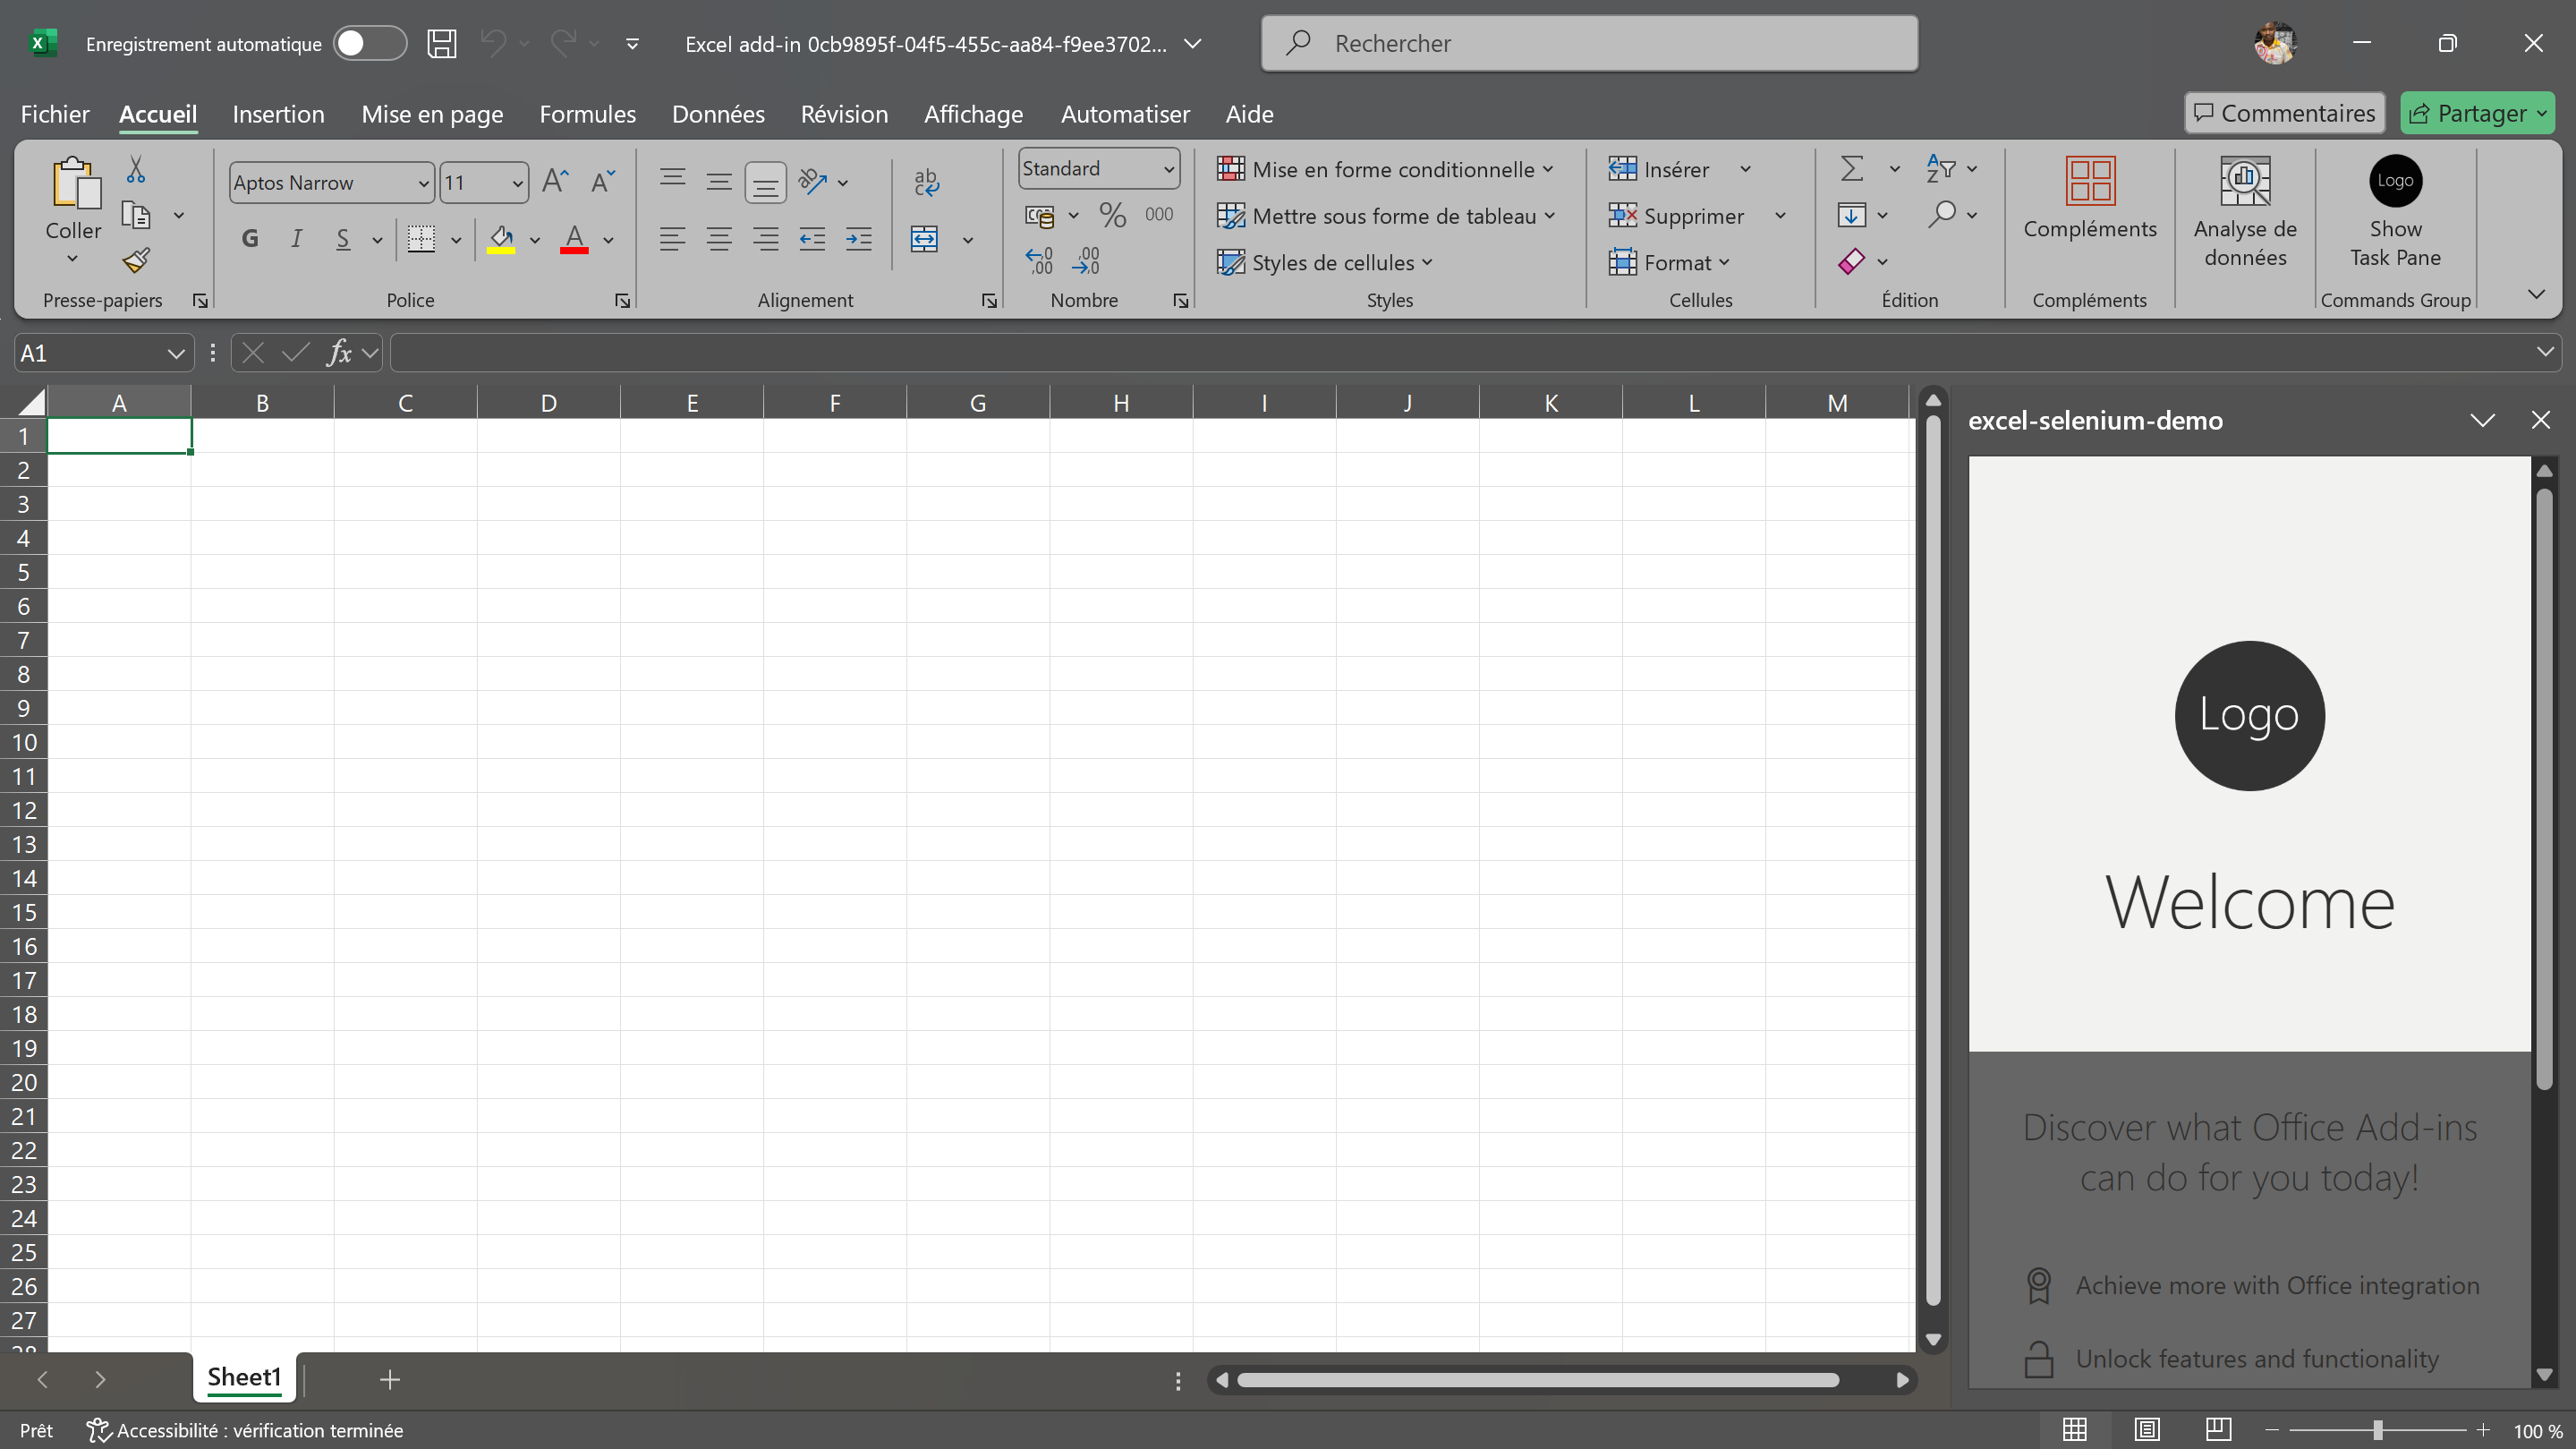 Enregistrement automatique
Excel add-in 0cb9895f-04f5-455c-aa84-f9ee3702...
Rechercher
Fichier Accueil Insertion Mise en page Formules Données Révision Affichage Automatiser Aide
Commentaires Partager
Coller
Presse-papiers
Aptos Narrow 11
G I S
Police
ab
c
Alignement
Standard
% 000
Nombre
Mise en forme conditionnelle
Mettre sous forme de tableau
Styles de cellules
Styles
Insérer
Supprimer
Format
Cellules
Édition
Compléments
Compléments
Analyse de
données
Logo
Show
Task Pane
Commands Group
A1
fx
A B C D E F G H I J K L M
1
2
3
4
5
6
7
8
9
10
11
12
13
14
15
16
17
18
19
20
21
22
23
24
25
26
27
28
excel-selenium-demo
Logo
Welcome
Discover what Office Add-ins
can do for you today!
Achieve more with Office integration
Unlock features and functionality
Sheet1
Prêt
Accessibilité : vérification terminée
100 %